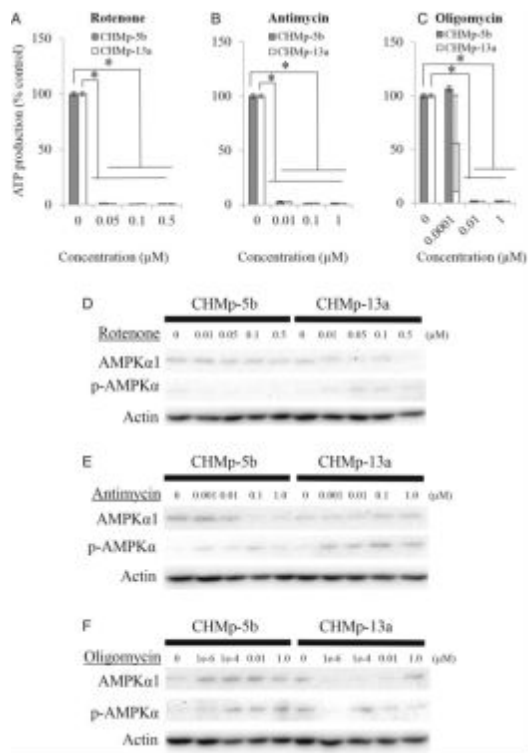 A
Rotenone
CHMp-5b
CHMp-13a
ATP production (% control)
150
100
50
0
*
*
0 0.05 0.1 0.5
Concentration (µM)
B
Antimycin
CHMp-5b
CHMp-13a
150
100
50
0
*
*
0 0.01 0.1 1
Concentration (µM)
C
Oligomycin
CHMp-5b
CHMp-13a
150
100
50
0
*
*
0 0.0001 0.01 1
Concentration (µM)
D
CHMp-5b CHMp-13a
Rotenone 0 0.01 0.05 0.1 0.5 0 0.01 0.05 0.1 0.5 (µM)
AMPKα1
p-AMPKα
Actin
E
CHMp-5b CHMp-13a
Antimycin 0 0.001 0.01 0.1 1.0 0 0.001 0.01 0.1 1.0 (µM)
AMPKα1
p-AMPKα
Actin
F
CHMp-5b CHMp-13a
Oligomycin 0 1e-6 1e-4 0.01 1.0 0 1e-6 1e-4 0.01 1.0 (µM)
AMPKα1
p-AMPKα
Actin